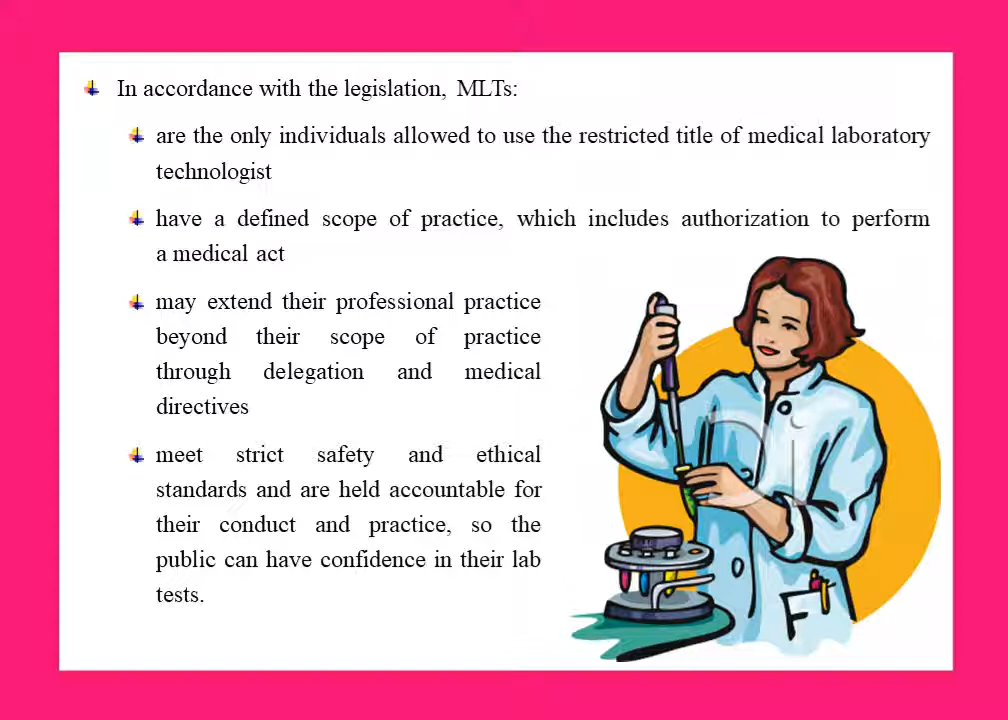 In accordance with the legislation, MLTs:
are the only individuals allowed to use the restricted title of medical laboratory
technologist
have a defined scope of practice, which includes authorization to perform
a medical act
may extend their professional practice
beyond their scope of practice
through delegation and medical
directives
meet strict safety and ethical
standards and are held accountable for
their conduct and practice, so the
public can have confidence in their lab
tests.